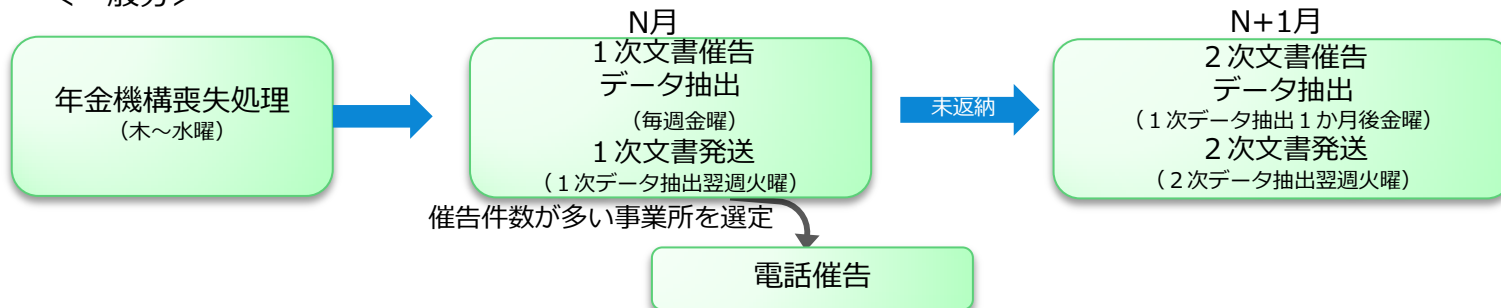 ＜一般分＞
年金機構喪失処理
（木～水曜）
N月
１次文書催告
データ抽出
（毎週金曜）
１次文書発送
（１次データ抽出翌週火曜）
未返納
N+1月
２次文書催告
データ抽出
（１次データ抽出１か月後金曜）
２次文書発送
（２次データ抽出翌週火曜）
催告件数が多い事業所を選定
電話催告